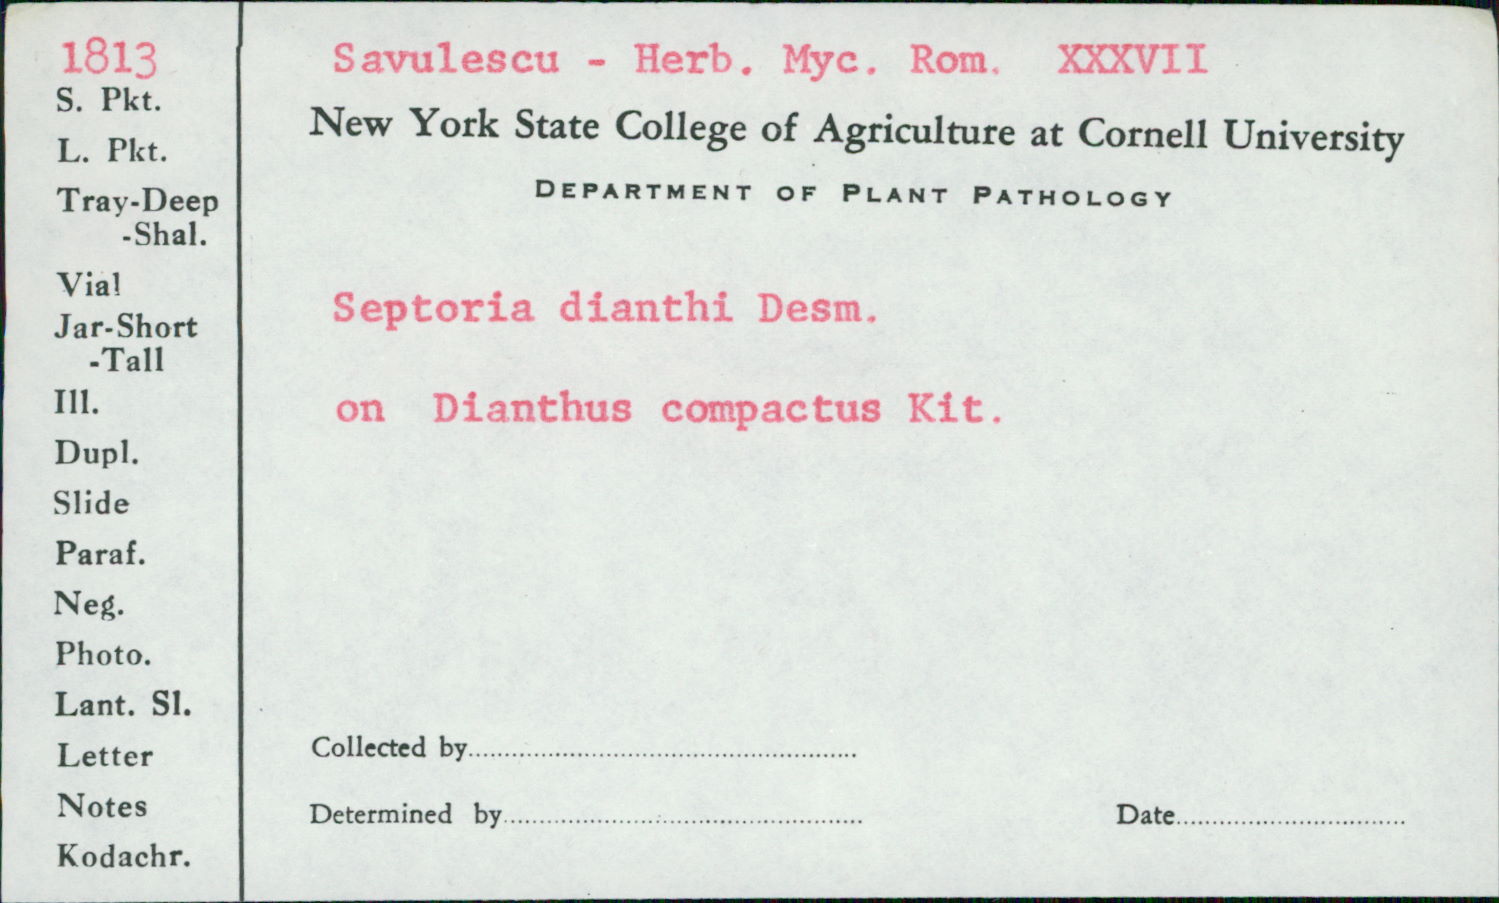 1813
S. Pkt.
L. Pkt.
Tray-Deep
-Shal.
Vial
Jar-Short
-Tall
Ill.
Dupl.
Slide
Paraf.
Neg.
Photo.
Lant. Sl.
Letter
Notes
Kodachr.
Savulescu - Herb. Myc. Rom. XXXVII
New York State College of Agriculture at Cornell University
DEPARTMENT OF PLANT PATHOLOGY
Septoria dianthi Desm.
on Dianthus compactus Kit.
Collected by
Determined by
Date